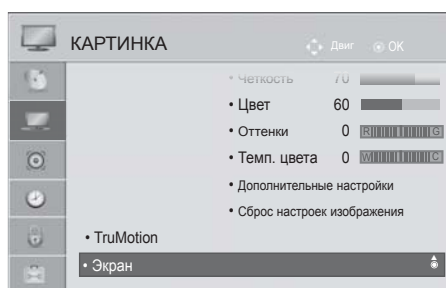 КАРТИНКА
Двиг OK
• Четкость 70
• Цвет 60
• Оттенки 0 R G
• Темп. цвета 0 W C
• Дополнительные настройки
• Сброс настроек изображения
• TruMotion
• Экран